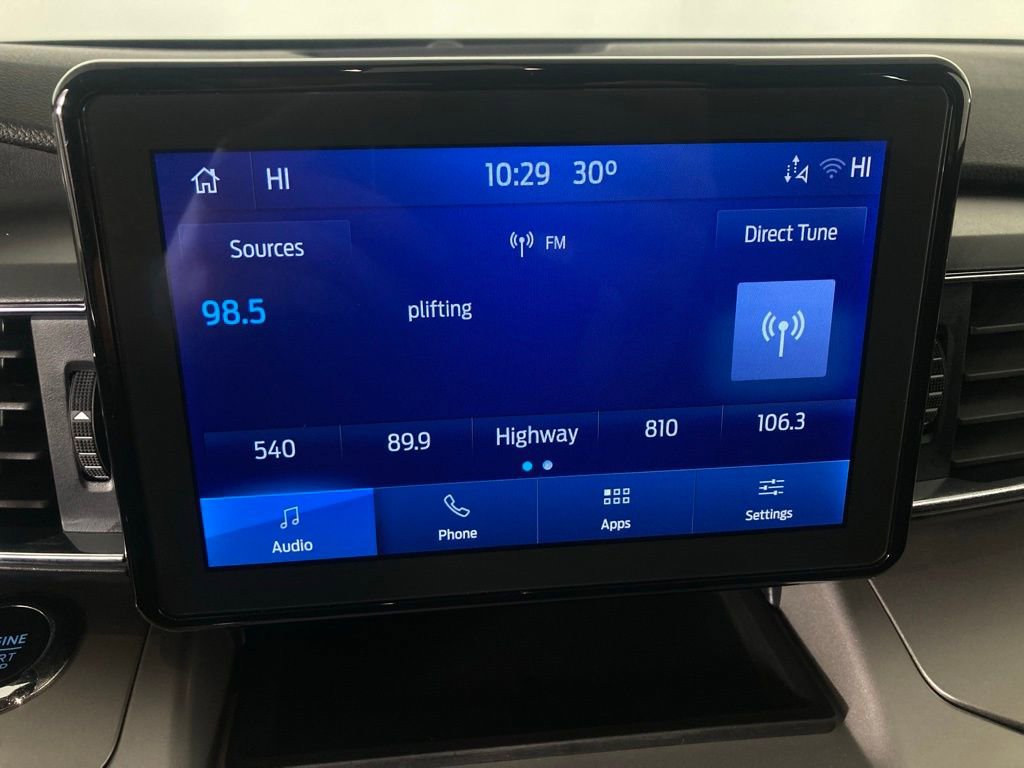 HI 10:29 30° HI
Sources FM Direct Tune
98.5 plifting
540 89.9 Highway 810 106.3
Audio Phone Apps Settings